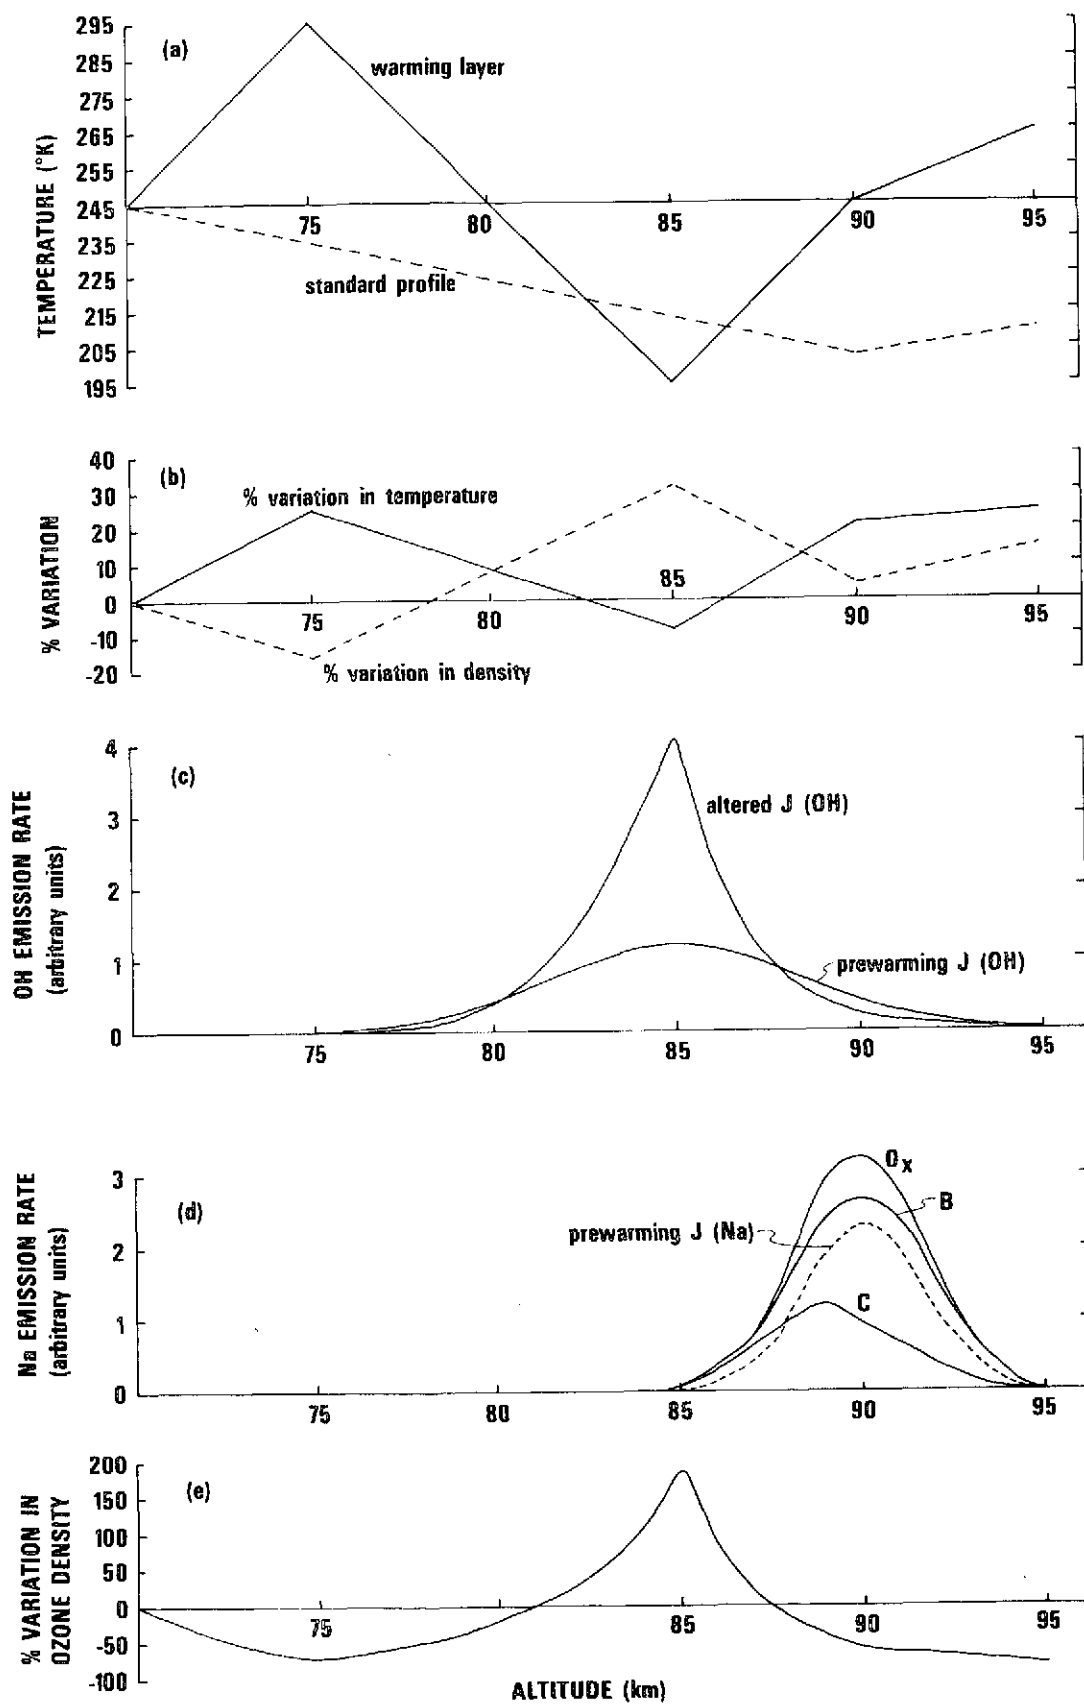 (a)
295
285
275
265
255
245
235
225
215
205
195
TEMPERATURE (°K)
warming layer
standard profile
75
80
85
90
95
(b)
40
30
20
10
0
-10
-20
% VARIATION
% variation in temperature
% variation in density
75
80
85
90
95
(c)
4
3
2
1
0
OH EMISSION RATE
(arbitrary units)
altered J (OH)
prewarming J (OH)
75
80
85
90
95
(d)
3
2
1
0
Na EMISSION RATE
(arbitrary units)
Ox
B
prewarming J (Na)
C
75
80
85
90
95
(e)
200
150
100
50
0
-50
-100
% VARIATION IN
OZONE DENSITY
75
85
90
95
ALTITUDE (km)